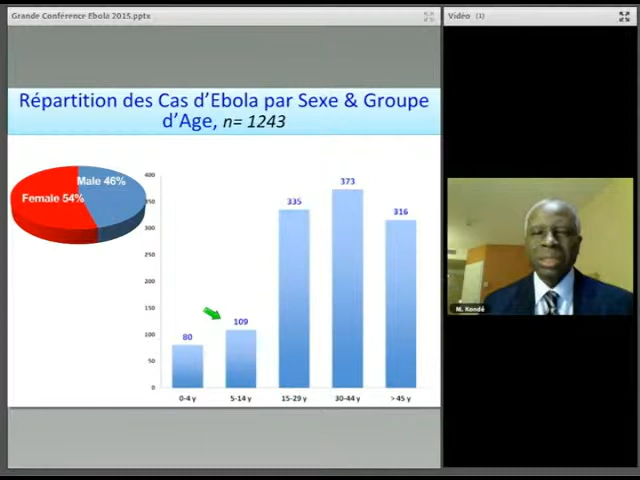 Grande Conférence Ebola 2015.pptx
Vidéo (1)
Répartition des Cas d'Ebola par Sexe & Groupe
d'Age, n= 1243
Male 46%
Female 54%
400
350
300
250
200
150
100
50
0
80
109
335
373
316
0-4 y
5-14 y
15-29 y
30-44 y
> 45 y
M. Kondé